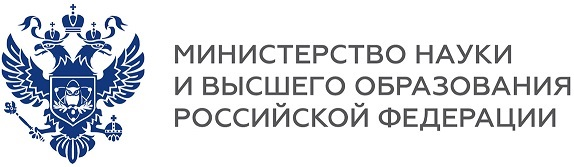 МИНИСТЕРСТВО НАУКИ
И ВЫСШЕГО ОБРАЗОВАНИЯ
РОССИЙСКОЙ ФЕДЕРАЦИИ